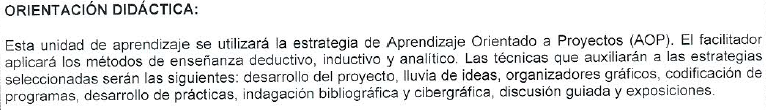 ORIENTACIÓN DIDÁCTICA:
Esta unidad de aprendizaje se utilizará la estrategia de Aprendizaje Orientado a Proyectos (AOP). El facilitador
aplicará los métodos de enseñanza deductivo, inductivo y analítico. Las técnicas que auxiliarán a las estrategias
seleccionadas serán las siguientes: desarrollo del proyecto, lluvia de ideas, organizadores gráficos, codificación de
programas, desarrollo de prácticas, indagación bibliográfica y cibergráfica, discusión guiada y exposiciones.